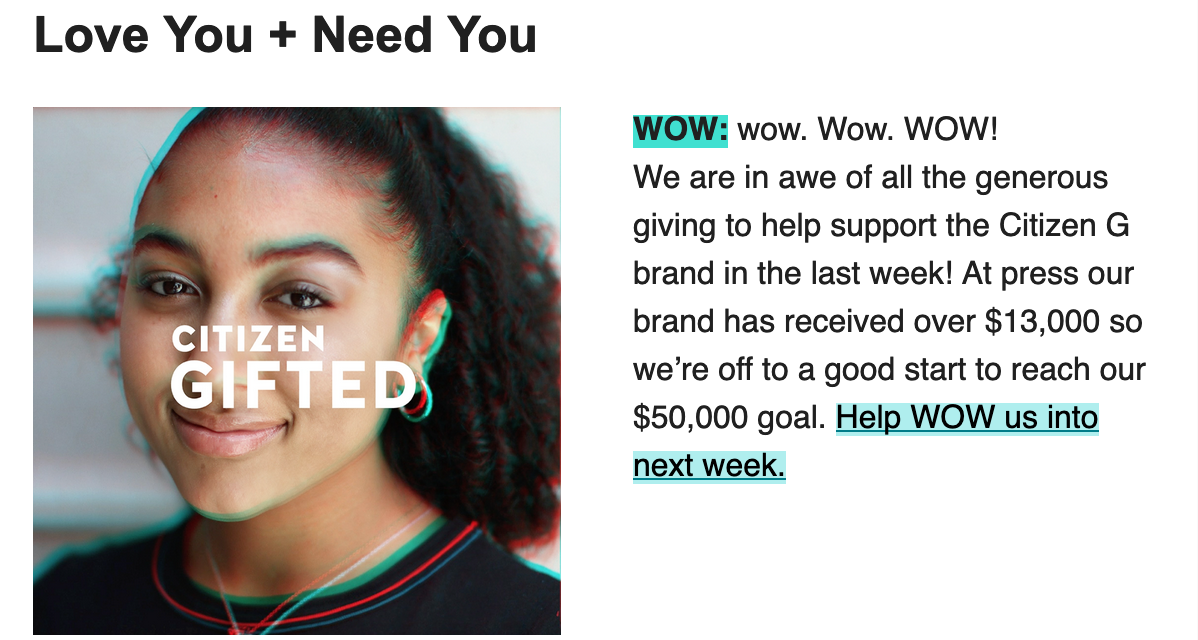 Love You + Need You
CITIZEN
GIFTED
WOW: wow. Wow. WOW!
We are in awe of all the generous
giving to help support the Citizen G
brand in the last week! At press our
brand has received over $13,000 so
we’re off to a good start to reach our
$50,000 goal. Help WOW us into
next week.